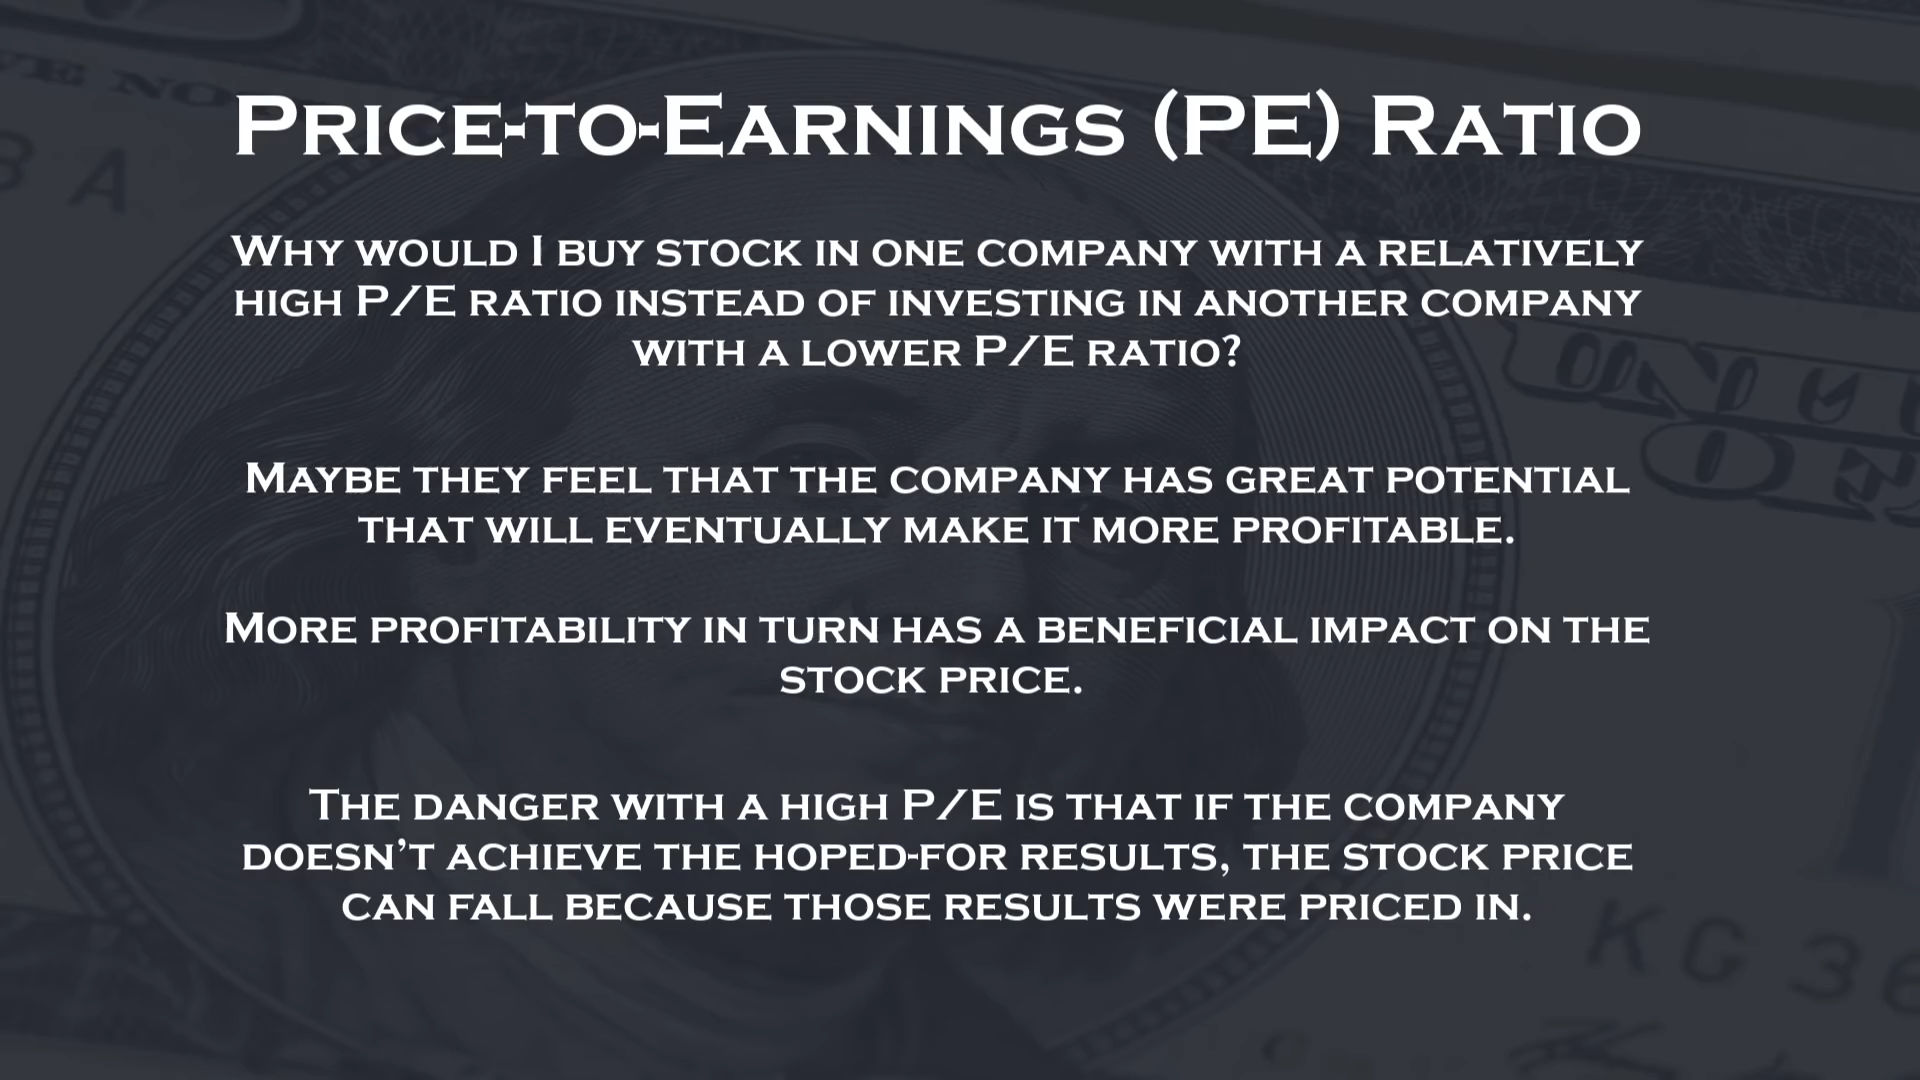 Price-to-Earnings (PE) Ratio
Why would I buy stock in one company with a relatively
high P/E ratio instead of investing in another company
with a lower P/E ratio?
Maybe they feel that the company has great potential
that will eventually make it more profitable.
More profitability in turn has a beneficial impact on the
stock price.
The danger with a high P/E is that if the company
doesn't achieve the hoped-for results, the stock price
can fall because those results were priced in.
KG 36